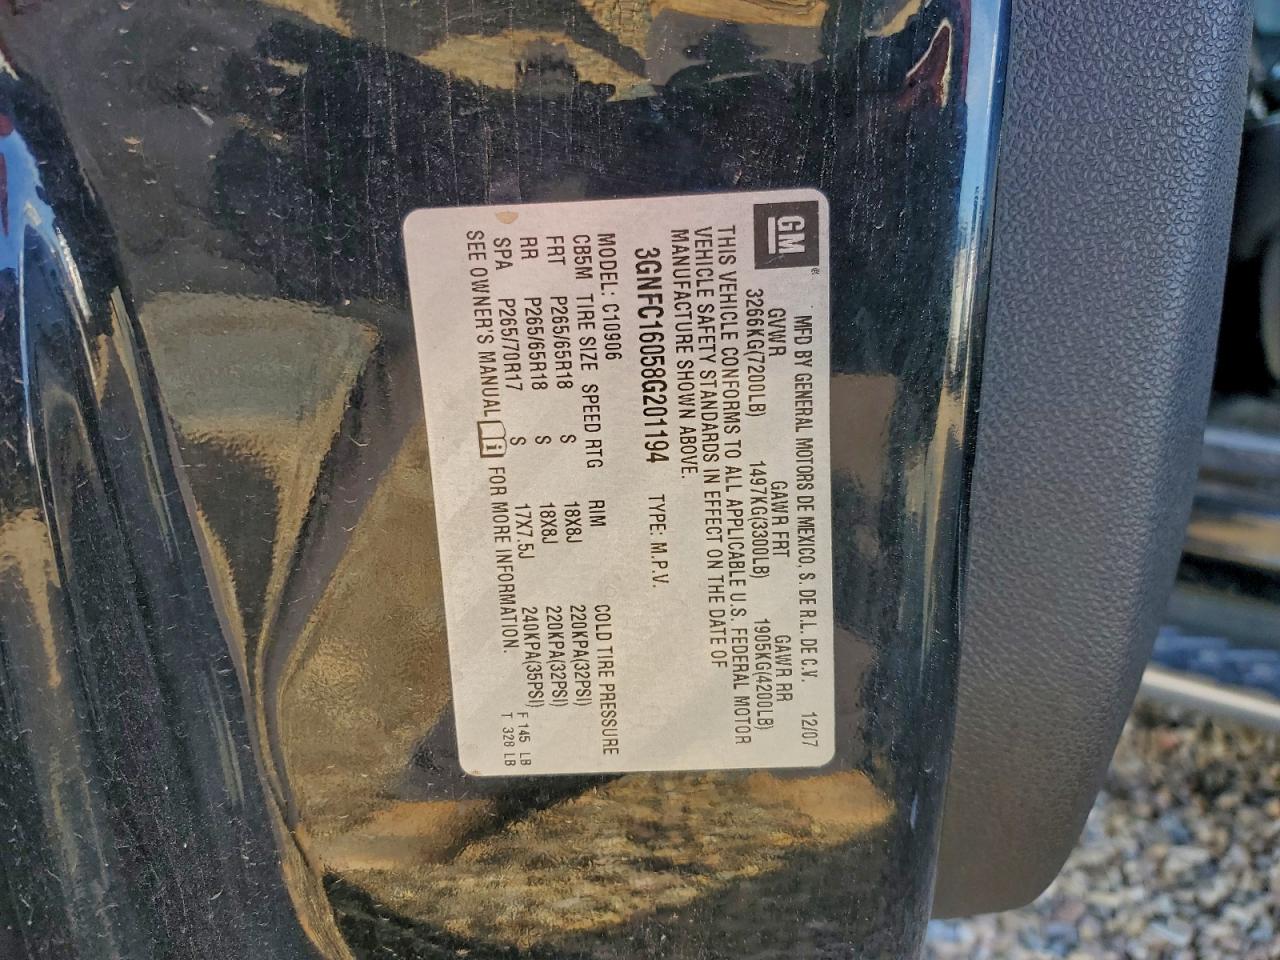 GM®
MFD BY GENERAL MOTORS DE MEXICO, S. DE R.L. DE C.V. 12/07
GVWR GAWR FRT GAWR RR
3266KG(7200LB) 1497KG(3300LB) 1905KG(4200LB)
THIS VEHICLE CONFORMS TO ALL APPLICABLE U.S. FEDERAL MOTOR
VEHICLE SAFETY STANDARDS IN EFFECT ON THE DATE OF
MANUFACTURE SHOWN ABOVE.
3GNFC16058G201194 TYPE: M.P.V.
MODEL: C10906
CB5M TIRE SIZE SPEED RTG RIM COLD TIRE PRESSURE
FRT P265/65R18 S 18X8J 220KPA(32PSI)
RR P265/65R18 S 18X8J 220KPA(32PSI)
SPA P265/70R17 S 17X7.5J 240KPA(35PSI) F 145 LB
SEE OWNER'S MANUAL i FOR MORE INFORMATION. T 328 LB